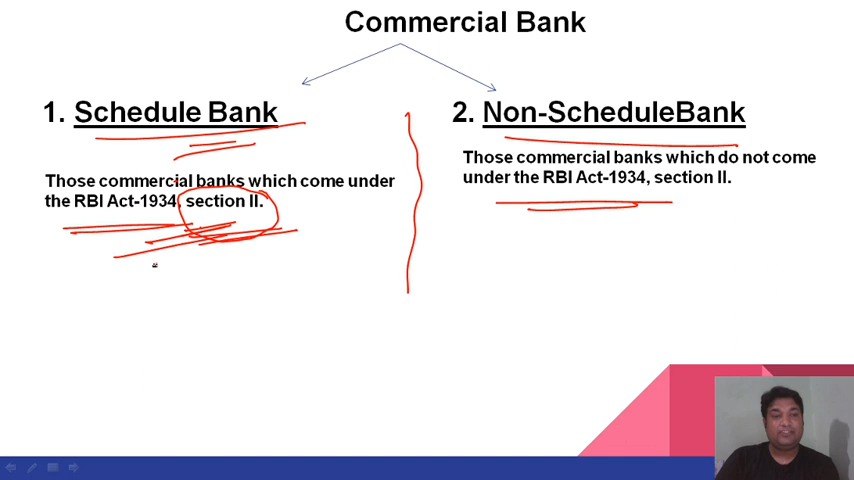 Commercial Bank
1. Schedule Bank
Those commercial banks which come under
the RBI Act-1934, section II.
2. Non-ScheduleBank
Those commercial banks which do not come
under the RBI Act-1934, section II.